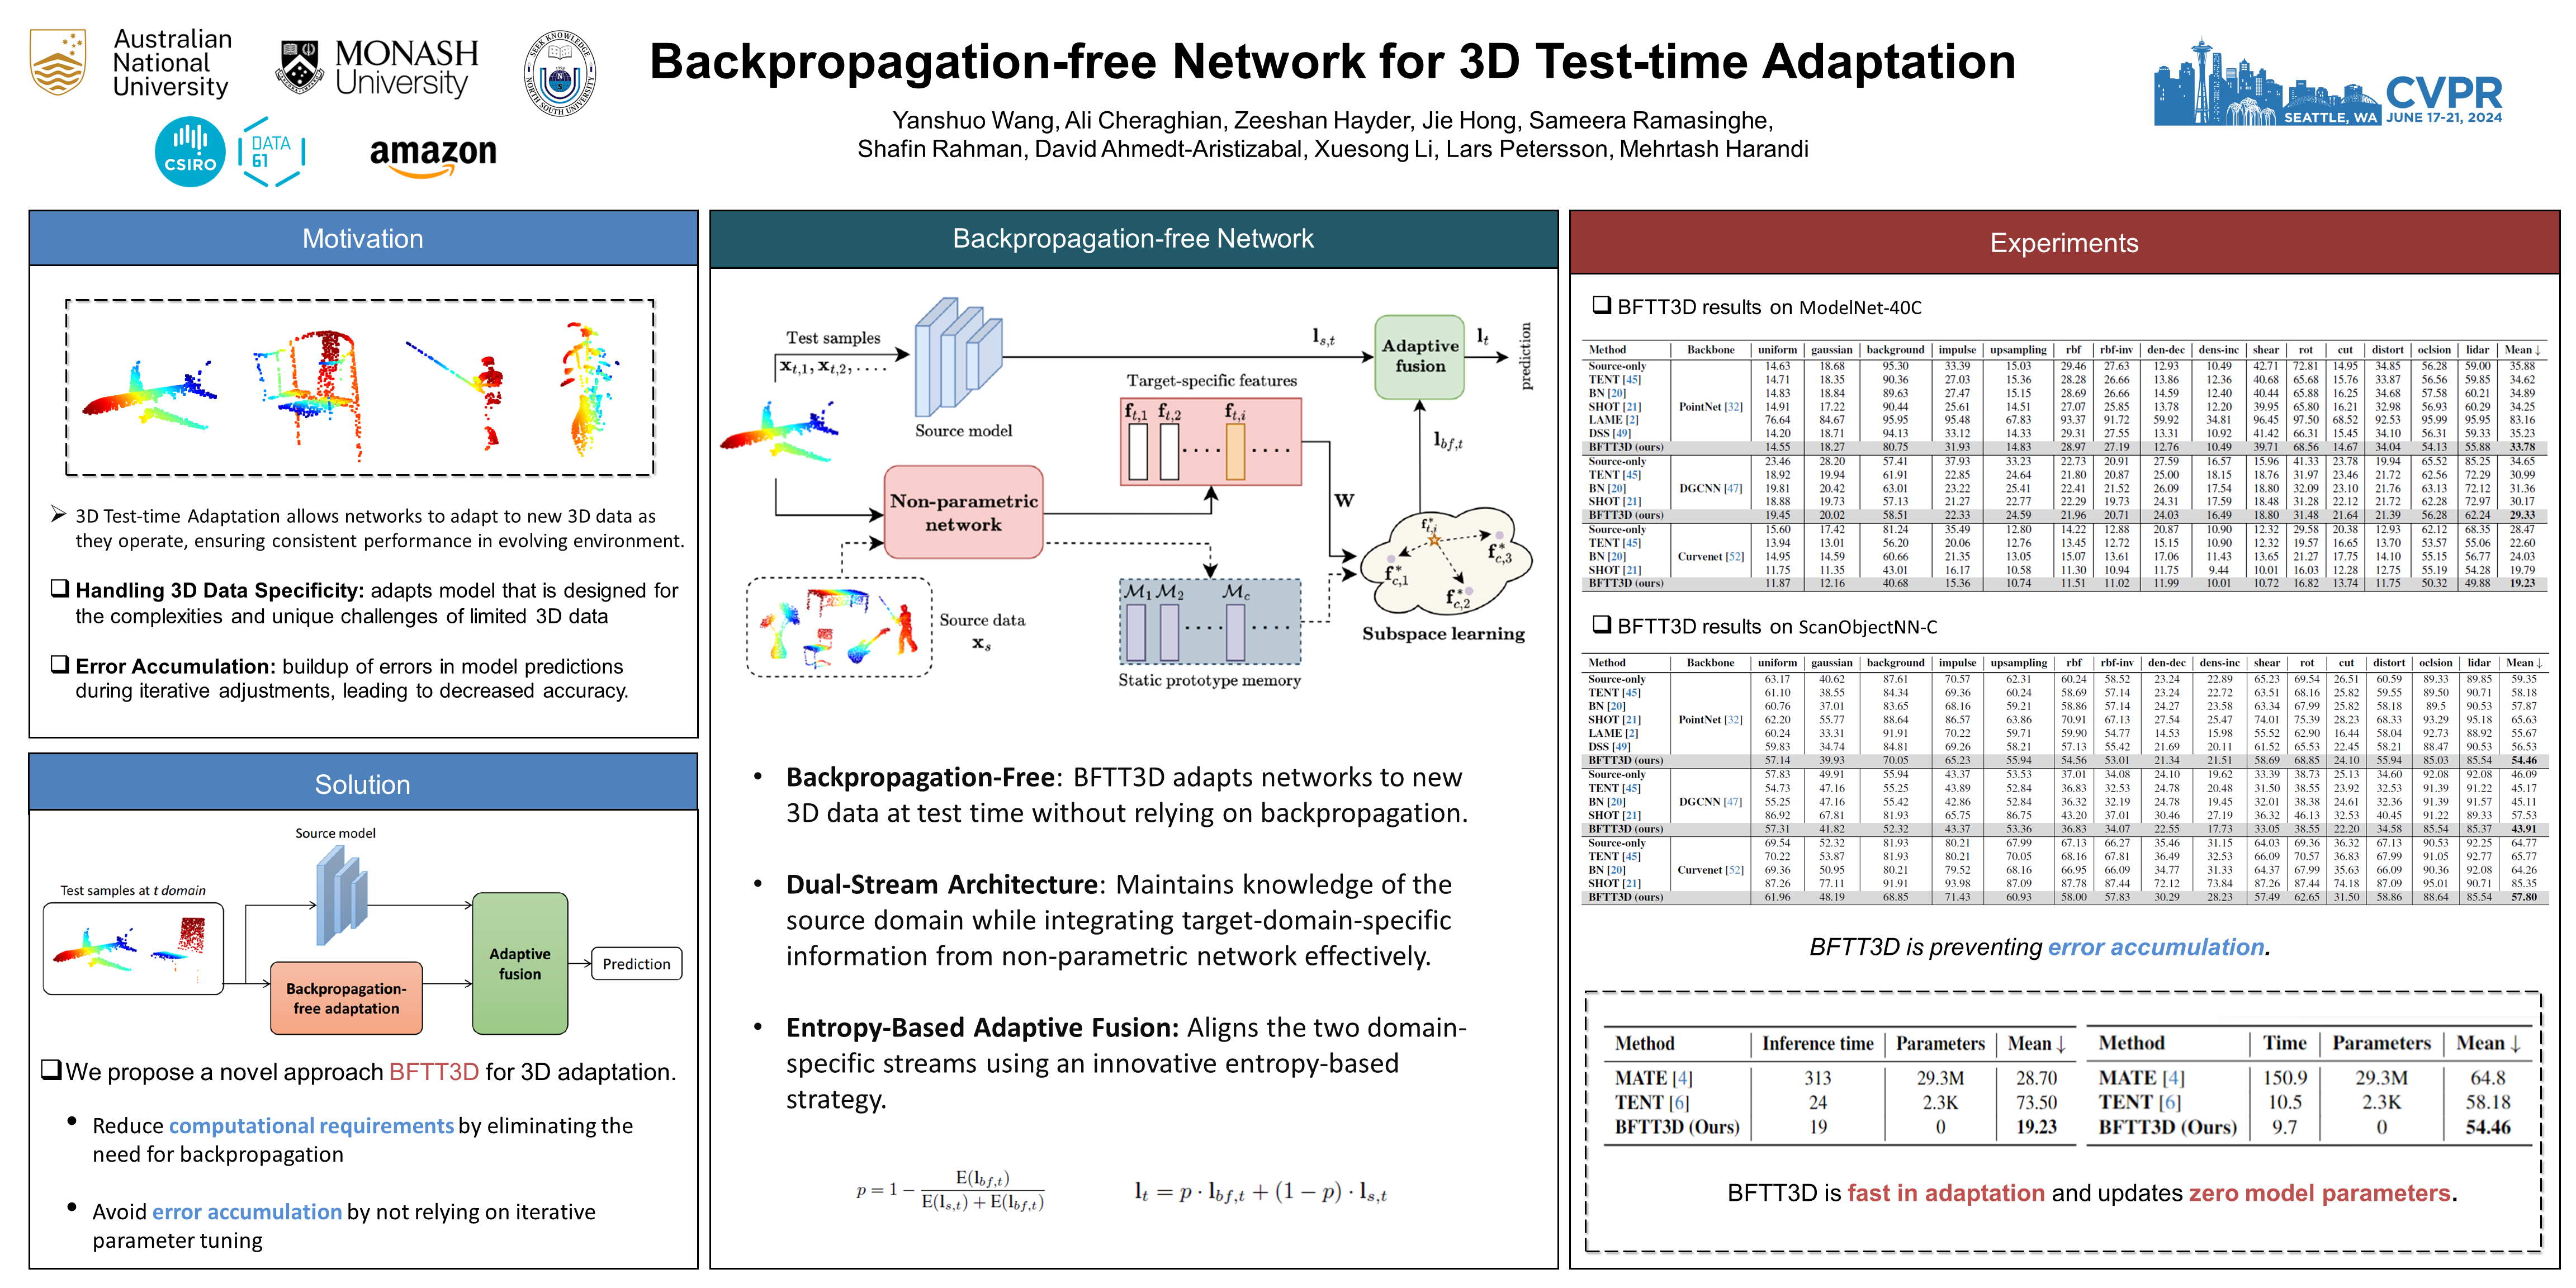 Australian
National
University
MONASH
University
SEEK KNOWLEDGE
NORTH SOUTH UNIVERSITY
CSIRO
DATA
61
amazon
Backpropagation-free Network for 3D Test-time Adaptation
Yanshuo Wang, Ali Cheraghian, Zeeshan Hayder, Jie Hong, Sameera Ramasinghe,
Shafin Rahman, David Ahmedt-Aristizabal, Xuesong Li, Lars Petersson, Mehrtash Harandi
CVPR
SEATTLE, WA JUNE 17-21, 2024
Motivation
➢ 3D Test-time Adaptation allows networks to adapt to new 3D data as
they operate, ensuring consistent performance in evolving environment.
❑ Handling 3D Data Specificity: adapts model that is designed for
the complexities and unique challenges of limited 3D data
❑ Error Accumulation: buildup of errors in model predictions
during iterative adjustments, leading to decreased accuracy.
Solution
Source model
Test samples at t domain
Backpropagation-
free adaptation
Adaptive
fusion
Prediction
❑ We propose a novel approach BFTT3D for 3D adaptation.
• Reduce computational requirements by eliminating the
need for backpropagation
• Avoid error accumulation by not relying on iterative
parameter tuning
Backpropagation-free Network
Test samples
x_{t,1}, x_{t,2}, ....
Source model
l_{s,t}
Adaptive
fusion
l_t
prediction
Target-specific features
f_{t,1} f_{t,2} f_{t,i}
.... ....
l_{bf,t}
Non-parametric
network
W
f*_{t,i}
f*_{c,1}
f*_{c,2}
f*_{c,3}
Subspace learning
Source data
x_s
M_1 M_2 M_c
.... ....
Static prototype memory
• Backpropagation-Free: BFTT3D adapts networks to new
3D data at test time without relying on backpropagation.
• Dual-Stream Architecture: Maintains knowledge of the
source domain while integrating target-domain-specific
information from non-parametric network effectively.
• Entropy-Based Adaptive Fusion: Aligns the two domain-
specific streams using an innovative entropy-based
strategy.
p = 1 − E(l_{bf,t}) / (E(l_{s,t}) + E(l_{bf,t}))
l_t = p · l_{bf,t} + (1 − p) · l_{s,t}
Experiments
❑ BFTT3D results on ModelNet-40C
Method Backbone uniform gaussian background impulse upsampling rbf rbf-inv den-dec dens-inc shear rot cut distort oclsion lidar Mean ↓
Source-only 14.63 18.68 95.30 33.39 15.03 29.46 27.63 12.93 10.49 42.71 72.81 14.95 34.85 56.28 59.00 35.88
TENT [45] 14.71 18.35 90.36 27.03 15.36 28.28 26.66 13.86 12.36 40.68 65.68 15.76 33.87 56.56 59.85 34.62
BN [20] 14.83 18.84 89.63 27.47 15.15 28.69 26.66 14.59 12.40 40.44 65.88 16.25 34.68 57.58 60.21 34.89
SHOT [21] PointNet [32] 14.91 17.22 90.44 25.61 14.51 27.07 25.85 13.78 12.20 39.95 65.80 16.21 32.98 56.93 60.29 34.25
LAME [2] 76.64 84.67 95.95 95.48 67.83 93.37 91.72 59.92 34.81 96.45 97.50 68.52 92.53 95.99 95.95 83.16
DSS [49] 14.20 18.71 94.13 33.12 14.33 29.31 27.55 13.31 10.92 41.42 66.31 15.45 34.10 56.31 59.33 35.23
BFTT3D (ours) 14.55 18.27 80.75 31.93 14.83 28.97 27.19 12.76 10.49 39.71 68.56 14.67 34.04 54.13 55.88 33.78
Source-only 23.46 28.20 57.41 37.93 33.23 22.73 20.91 27.59 16.57 15.96 41.33 23.78 19.94 65.52 85.25 34.65
TENT [45] 18.92 19.94 61.91 22.85 24.64 21.80 20.87 25.00 18.15 18.76 31.97 23.46 21.72 62.56 72.29 30.99
BN [20] DGCNN [47] 19.81 20.42 63.01 23.22 25.41 22.41 21.52 26.09 17.54 18.80 32.09 23.10 21.76 63.13 72.12 31.36
SHOT [21] 18.88 19.73 57.13 21.27 22.77 22.29 19.73 24.31 17.59 18.48 31.28 22.12 21.72 62.28 72.97 30.17
BFTT3D (ours) 19.45 20.02 58.51 22.33 24.59 21.96 20.71 24.03 16.49 18.80 31.48 21.64 21.39 56.28 62.24 29.33
Source-only 15.60 17.42 81.24 35.49 12.80 14.22 12.88 20.87 10.90 12.32 29.58 20.38 12.93 62.12 68.35 28.47
TENT [45] 13.94 13.01 56.20 20.06 12.76 13.45 12.72 15.15 10.90 12.32 19.57 16.65 13.70 53.57 55.06 22.60
BN [20] Curvenet [52] 14.95 14.59 60.66 21.35 13.05 15.07 13.61 17.06 11.43 13.65 21.27 17.75 14.10 55.15 56.77 24.03
SHOT [21] 11.75 11.35 43.01 16.17 10.58 11.30 10.94 11.75 9.44 10.01 16.03 12.28 12.75 55.19 54.28 19.79
BFTT3D (ours) 11.87 12.16 40.68 15.36 10.74 11.51 11.02 11.99 10.01 10.72 16.82 13.74 11.75 50.32 49.88 19.23
❑ BFTT3D results on ScanObjectNN-C
Method Backbone uniform gaussian background impulse upsampling rbf rbf-inv den-dec dens-inc shear rot cut distort oclsion lidar Mean ↓
Source-only 63.17 40.62 87.61 70.57 62.31 60.24 58.52 23.24 22.89 65.23 69.54 26.51 60.59 89.33 89.85 59.35
TENT [45] 61.10 38.55 84.34 69.36 60.24 58.69 57.14 23.24 22.72 63.51 68.16 25.82 59.55 89.50 90.71 58.18
BN [20] 60.76 37.01 83.65 68.16 59.21 58.86 57.14 24.27 23.58 63.34 67.99 25.82 58.18 89.5 90.53 57.87
SHOT [21] PointNet [32] 62.20 55.77 88.64 86.57 63.86 70.91 67.13 27.54 25.47 74.01 75.39 28.23 68.33 93.29 95.18 65.63
LAME [2] 60.24 33.31 91.91 70.22 59.71 59.90 54.77 14.53 15.98 55.52 62.90 16.44 58.04 92.73 88.92 55.67
DSS [49] 59.83 34.74 84.81 69.26 58.21 57.13 55.42 21.69 20.11 61.52 65.53 22.45 58.21 88.47 90.53 56.53
BFTT3D (ours) 57.14 39.93 70.05 65.23 55.94 54.56 53.01 21.34 21.51 58.69 68.85 24.10 55.94 85.03 85.54 54.46
Source-only 57.83 49.91 55.94 43.37 53.53 37.01 34.08 24.10 19.62 33.39 38.73 25.13 34.60 92.08 92.08 46.09
TENT [45] 54.73 47.16 55.25 43.89 52.84 36.83 32.53 24.78 20.48 31.50 38.55 23.92 32.53 91.39 91.22 45.17
BN [20] DGCNN [47] 55.25 47.16 55.42 42.86 52.84 36.32 32.19 24.78 19.45 32.01 38.38 24.61 32.36 91.39 91.57 45.11
SHOT [21] 86.92 67.81 81.93 65.75 86.75 43.20 37.01 30.46 27.19 36.32 46.13 32.53 40.45 91.22 89.33 57.53
BFTT3D (ours) 57.31 41.82 52.32 43.37 53.36 36.83 34.07 22.55 17.73 33.05 38.55 22.20 34.58 85.54 85.37 43.91
Source-only 69.54 52.32 81.93 80.21 67.99 67.13 66.27 35.46 31.15 64.03 69.36 36.32 67.13 90.53 92.25 64.77
TENT [45] 70.22 53.87 81.93 80.21 70.05 68.16 67.81 36.49 32.53 66.09 70.57 36.83 67.99 91.05 92.77 65.77
BN [20] Curvenet [52] 69.36 50.95 80.21 79.52 68.16 66.95 66.09 34.77 31.33 64.37 67.99 35.63 66.09 90.36 92.08 64.26
SHOT [21] 87.26 77.11 91.91 93.98 87.09 87.78 87.44 72.12 73.84 87.26 87.44 74.18 87.09 95.01 90.71 85.35
BFTT3D (ours) 61.96 48.19 68.85 71.43 60.93 58.00 57.83 30.29 28.23 57.49 62.65 31.50 58.86 88.64 85.54 57.80
BFTT3D is preventing error accumulation.
Method Inference time Parameters Mean ↓
MATE [4] 313 29.3M 28.70
TENT [6] 24 2.3K 73.50
BFTT3D (Ours) 19 0 19.23
Method Time Parameters Mean ↓
MATE [4] 150.9 29.3M 64.8
TENT [6] 10.5 2.3K 58.18
BFTT3D (Ours) 9.7 0 54.46
BFTT3D is fast in adaptation and updates zero model parameters.